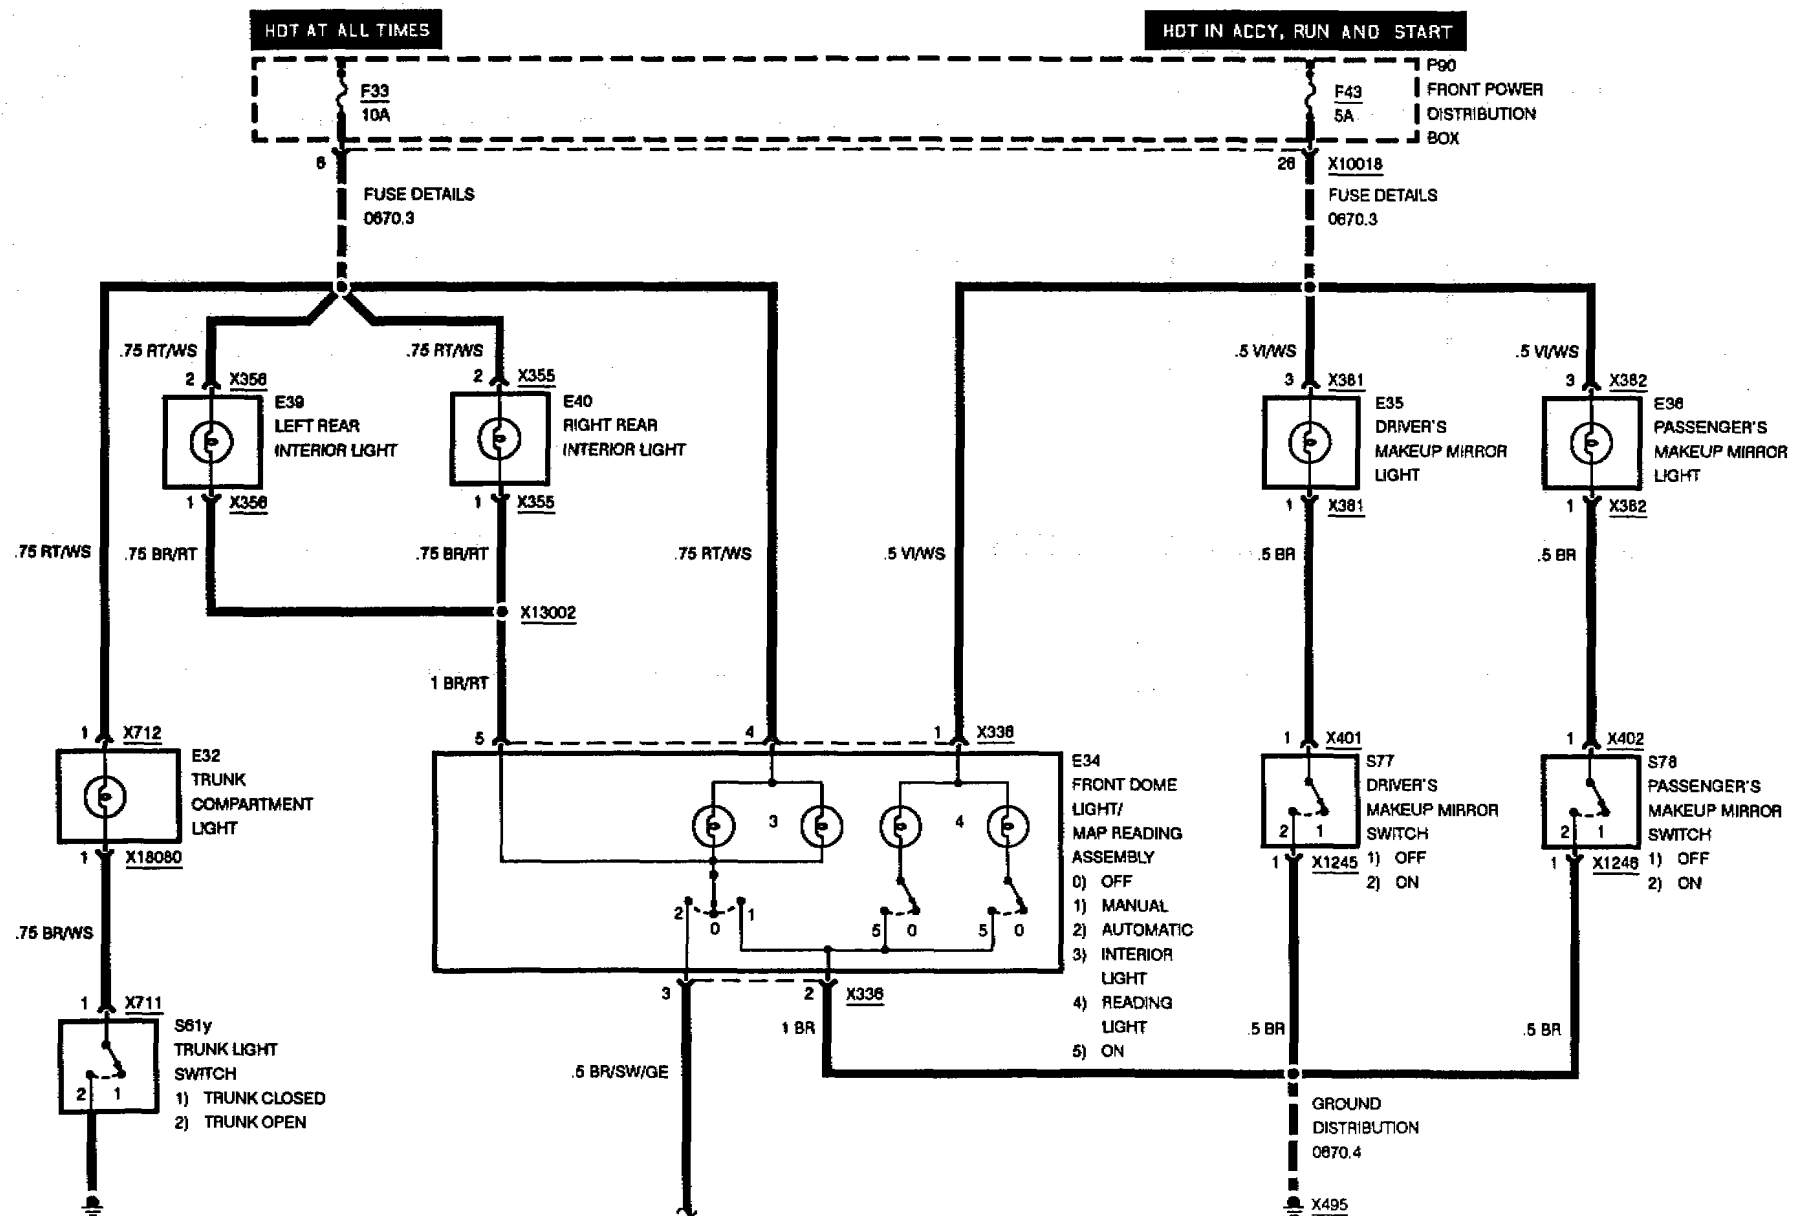 HOT AT ALL TIMES
HOT IN ACCY, RUN AND START
F33
10A
F43
5A
P90
FRONT POWER
DISTRIBUTION
BOX
6
26
X10018
FUSE DETAILS
0670.3
FUSE DETAILS
0670.3
.75 RT/WS
.75 RT/WS
.5 VI/WS
.5 VI/WS
2
X356
2
X355
3
X381
3
X382
E39
LEFT REAR
INTERIOR LIGHT
E40
RIGHT REAR
INTERIOR LIGHT
E35
DRIVER'S
MAKEUP MIRROR
LIGHT
E36
PASSENGER'S
MAKEUP MIRROR
LIGHT
1
X356
1
X355
1
X381
1
X382
.75 RT/WS
.75 BR/RT
.75 BR/RT
.75 RT/WS
.5 VI/WS
.5 BR
.5 BR
X13002
1 BR/RT
1
X712
5
4
1
X336
1
X401
1
X402
E32
TRUNK
COMPARTMENT
LIGHT
E34
FRONT DOME
LIGHT/
MAP READING
ASSEMBLY
0) OFF
1) MANUAL
2) AUTOMATIC
3) INTERIOR
LIGHT
4) READING
LIGHT
5) ON
3
4
2
0
1
5
0
5
0
S77
DRIVER'S
MAKEUP MIRROR
SWITCH
1) OFF
2) ON
2
1
1
X1245
S78
PASSENGER'S
MAKEUP MIRROR
SWITCH
1) OFF
2) ON
2
1
1
X1246
1
X18080
.75 BR/WS
1
X711
S61y
TRUNK LIGHT
SWITCH
1) TRUNK CLOSED
2) TRUNK OPEN
2
1
3
2
X336
1 BR
.5 BR
.5 BR
.5 BR/SW/GE
GROUND
DISTRIBUTION
0670.4
X495